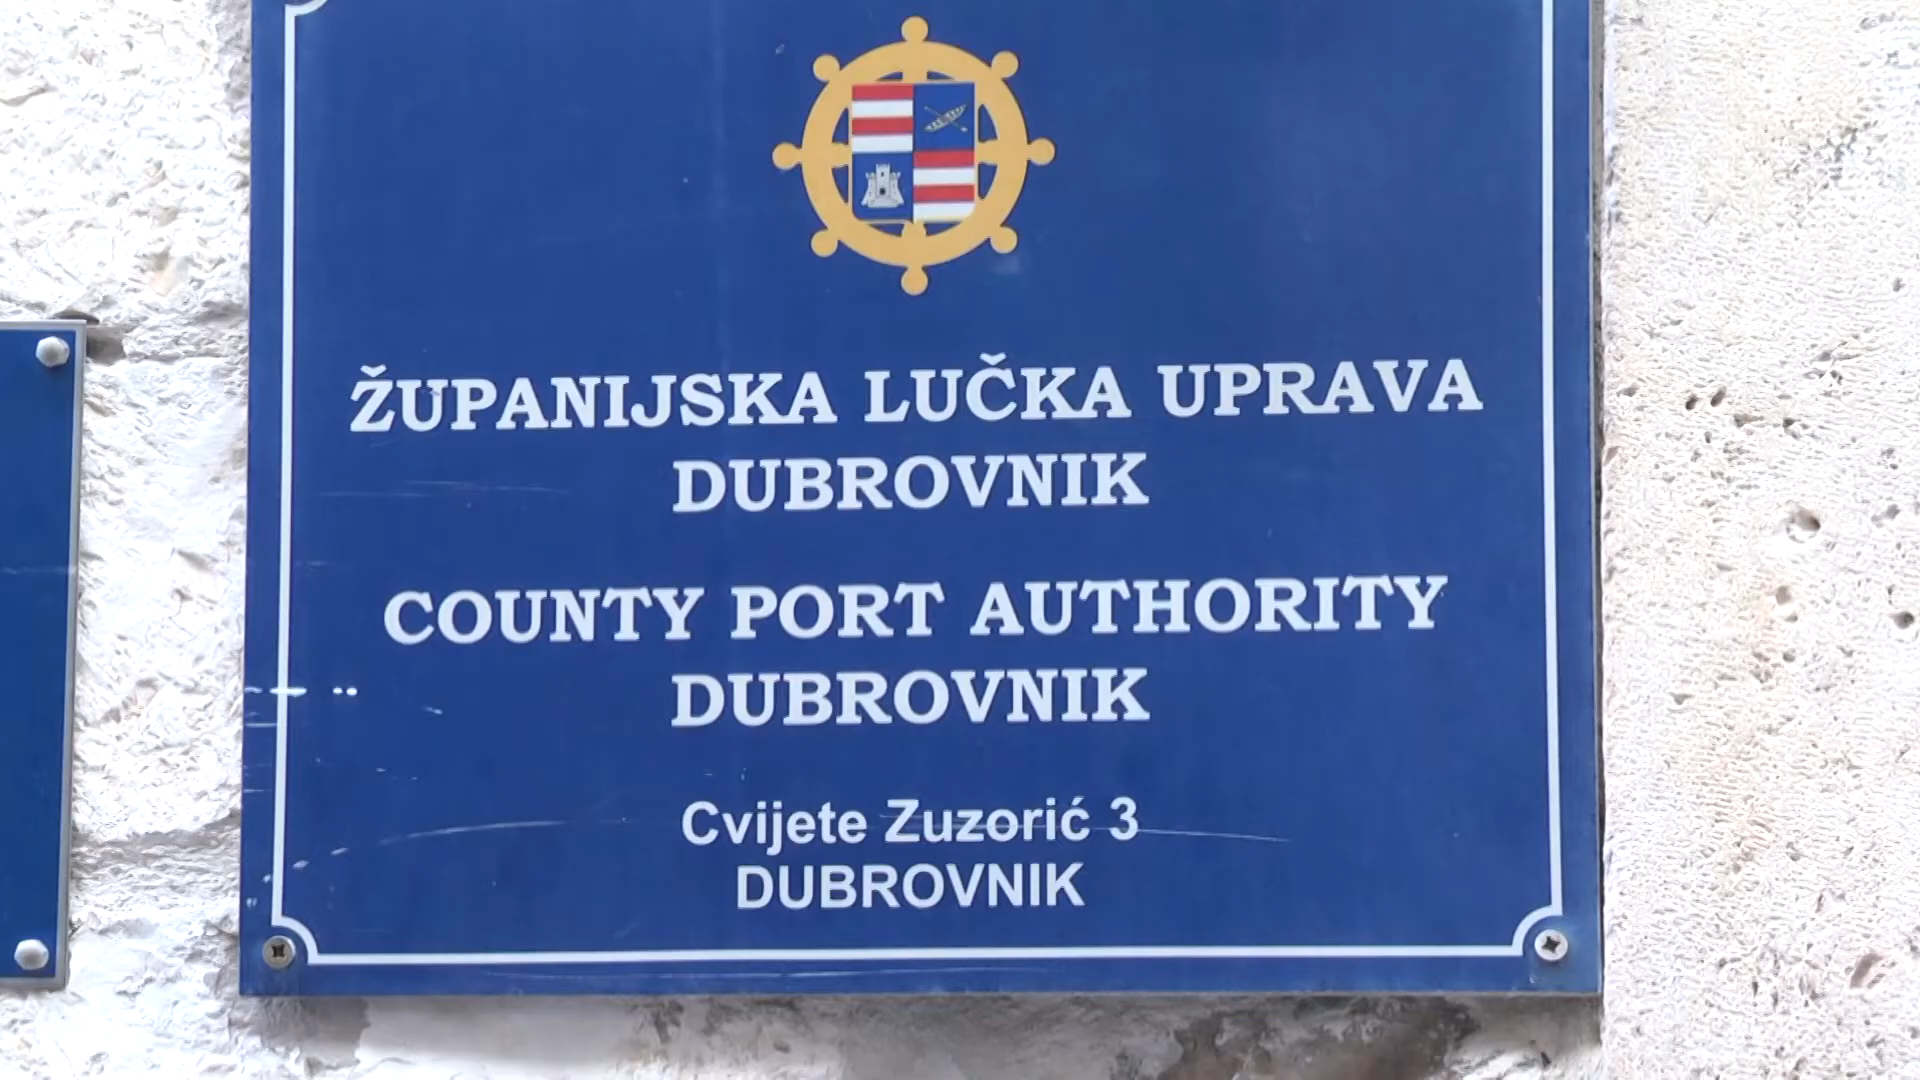 ŽUPANIJSKA LUČKA UPRAVA
DUBROVNIK
COUNTY PORT AUTHORITY
DUBROVNIK
Cvijete Zuzorić 3
DUBROVNIK